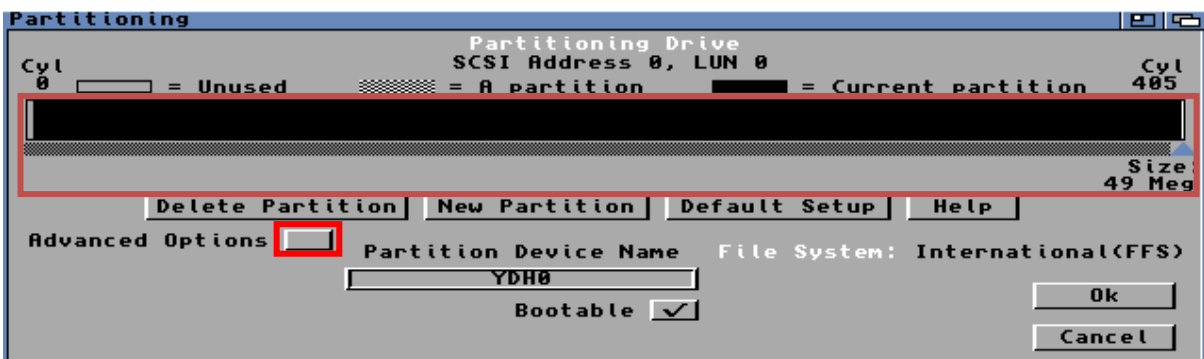 Partitioning
Partitioning Drive
SCSI Address 0, LUN 0
Cyl
0
= Unused
= A partition
= Current partition
Cyl
405
Size:
49 Meg
Delete Partition
New Partition
Default Setup
Help
Advanced Options
Partition Device Name
File System: International(FFS)
YDH0
Bootable
Ok
Cancel